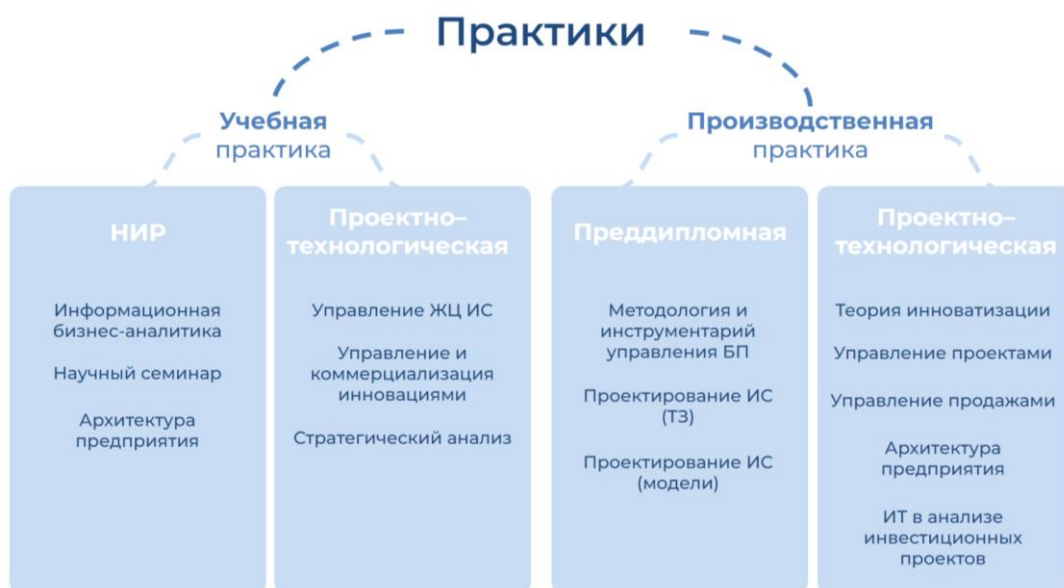 Практики
Учебная
практика
Производственная
практика
НИР
Информационная
бизнес-аналитика
Научный семинар
Архитектура
предприятия
Проектно–
технологическая
Управление ЖЦ ИС
Управление и
коммерциализация
инновациями
Стратегический анализ
Преддипломная
Методология и
инструментарий
управления БП
Проектирование ИС
(ТЗ)
Проектирование ИС
(модели)
Проектно–
технологическая
Теория инноватизации
Управление проектами
Управление продажами
Архитектура
предприятия
ИТ в анализе
инвестиционных
проектов